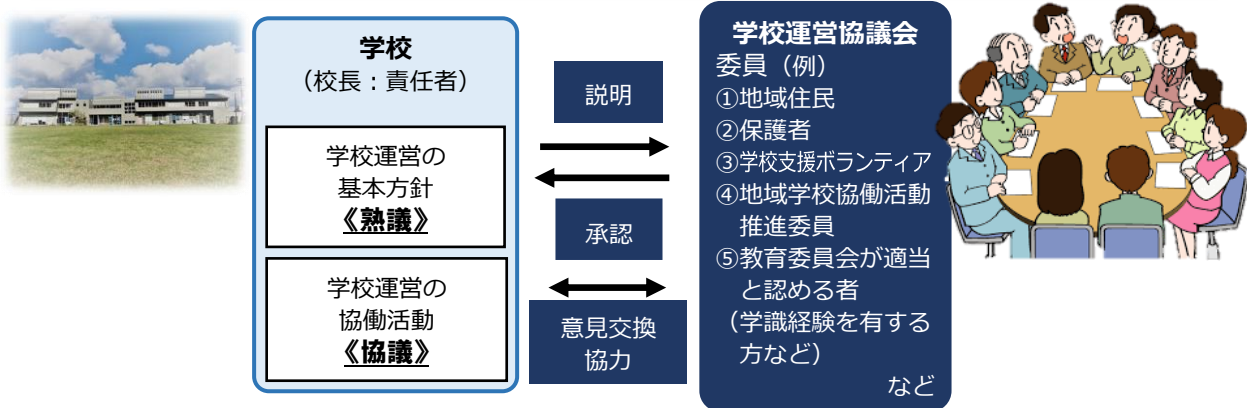 学校
(校長：責任者)
学校運営の
基本方針
《熟議》
学校運営の
協働活動
《協議》
説明
承認
意見交換
協力
学校運営協議会
委員（例）
①地域住民
②保護者
③学校支援ボランティア
④地域学校協働活動
推進委員
⑤教育委員会が適当
と認める者
（学識経験を有する
方など）
など